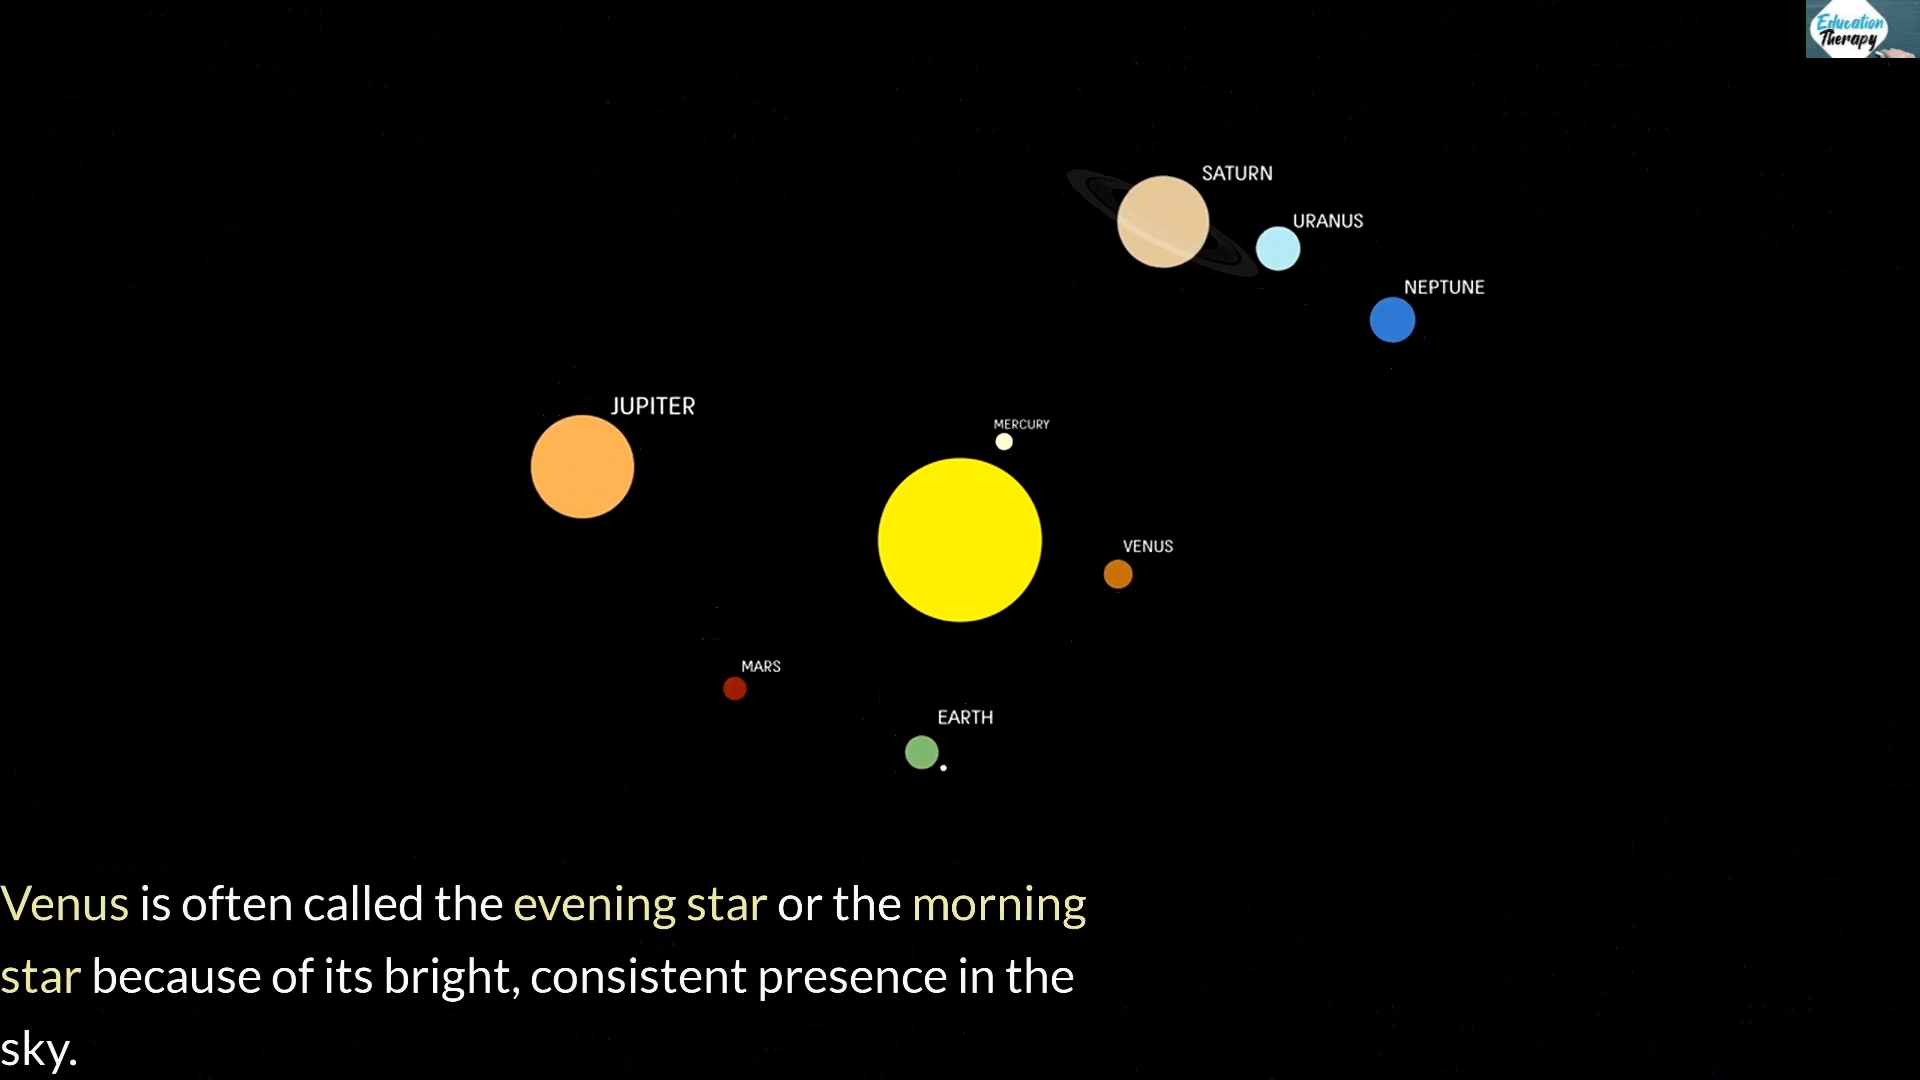 Education
Therapy
SATURN
URANUS
NEPTUNE
JUPITER
MERCURY
VENUS
MARS
EARTH
Venus is often called the evening star or the morning
star because of its bright, consistent presence in the
sky.